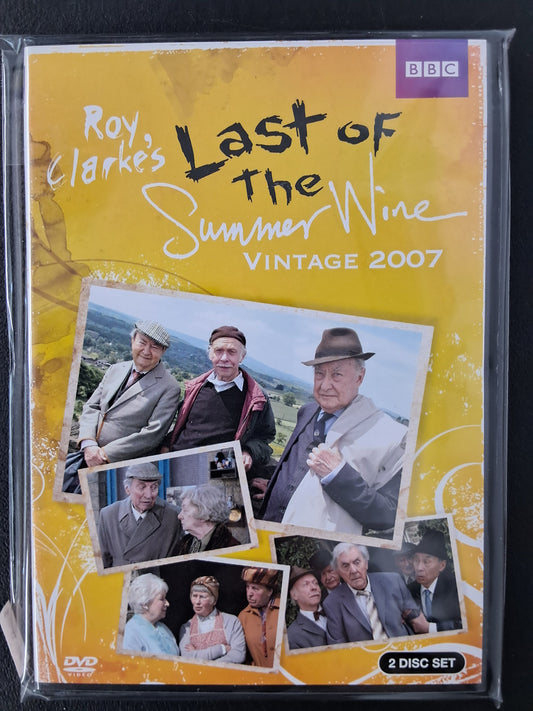 BBC
Roy
Clarke's
Last of
the
Summer Wine
VINTAGE 2007
DVD
VIDEO
2 DISC SET